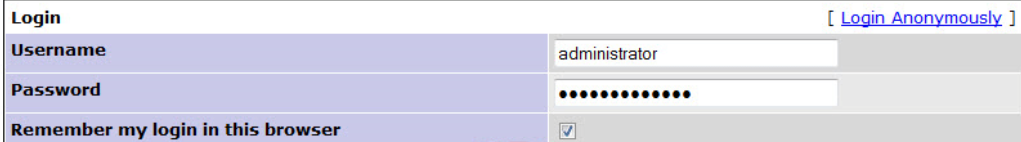 Login [ Login Anonymously ]
Username administrator
Password •••••••••••••
Remember my login in this browser